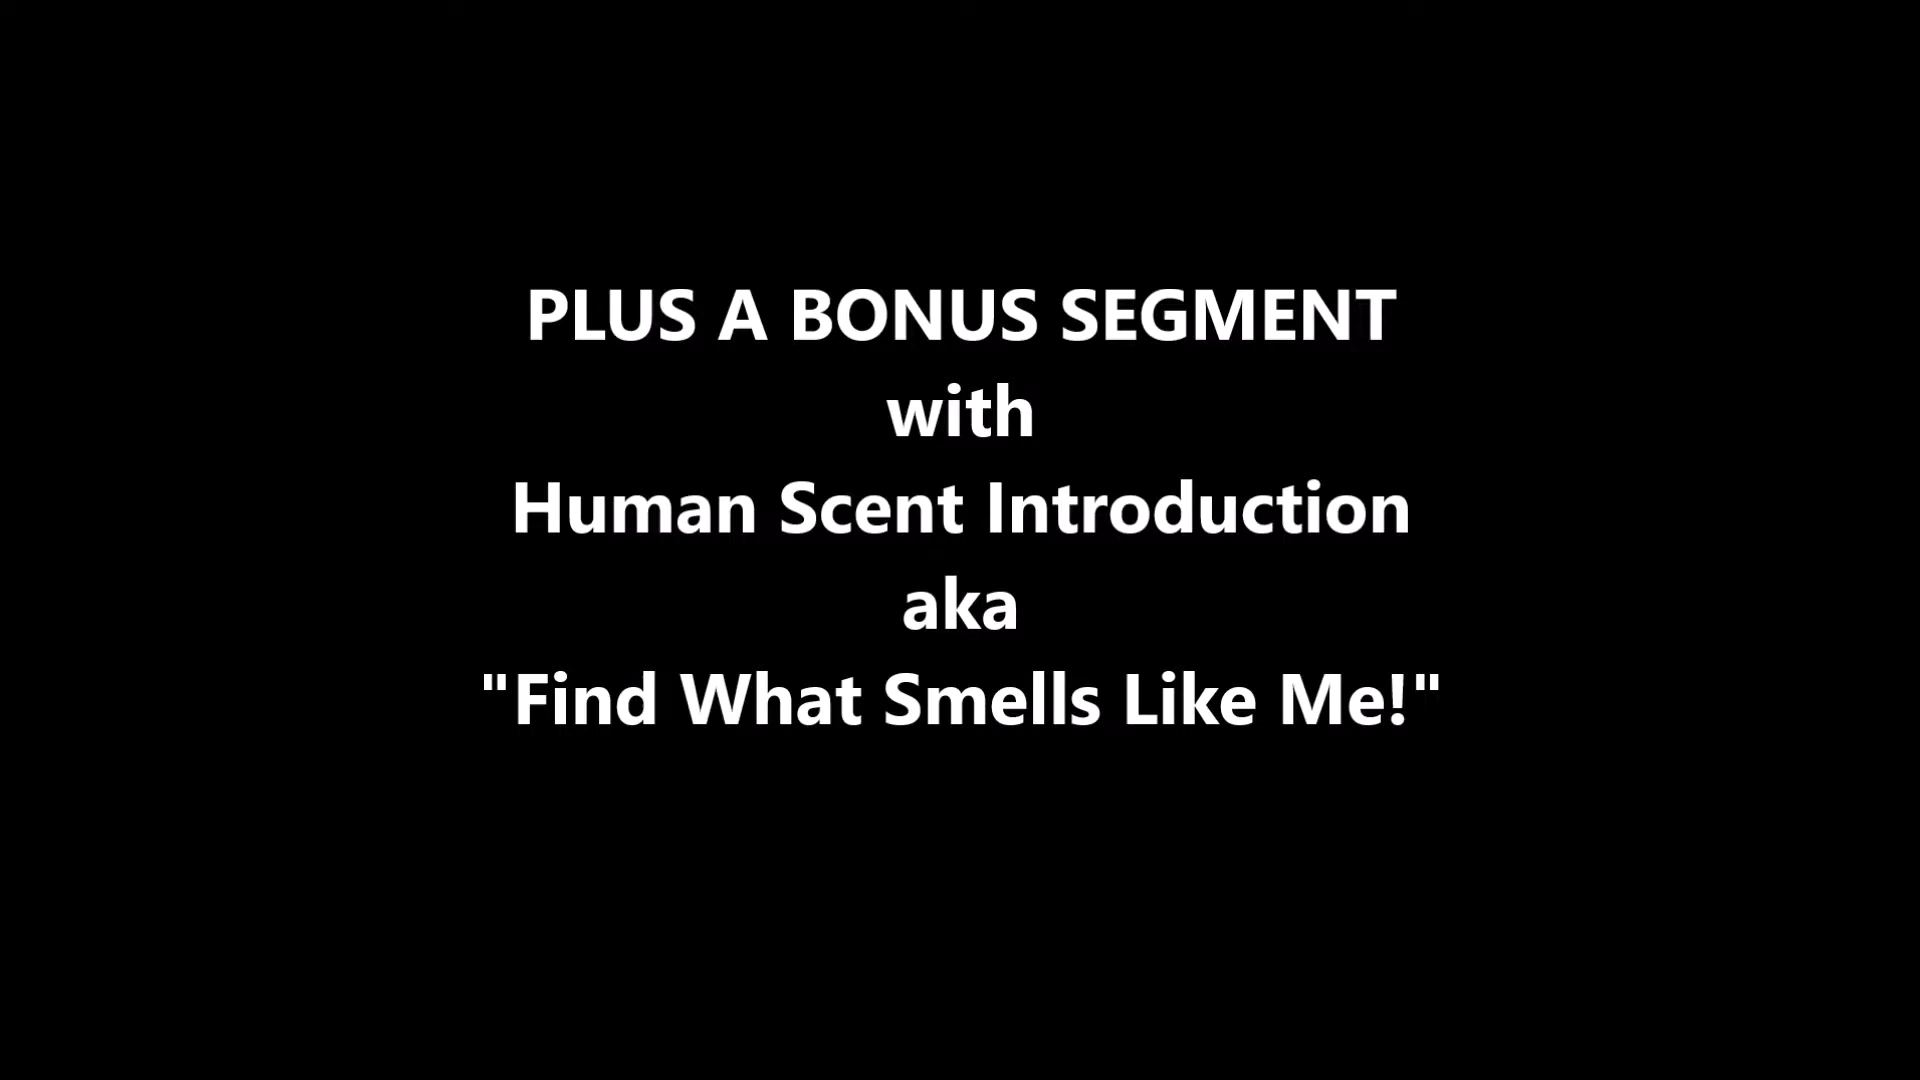 PLUS A BONUS SEGMENT
with
Human Scent Introduction
aka
"Find What Smells Like Me!"